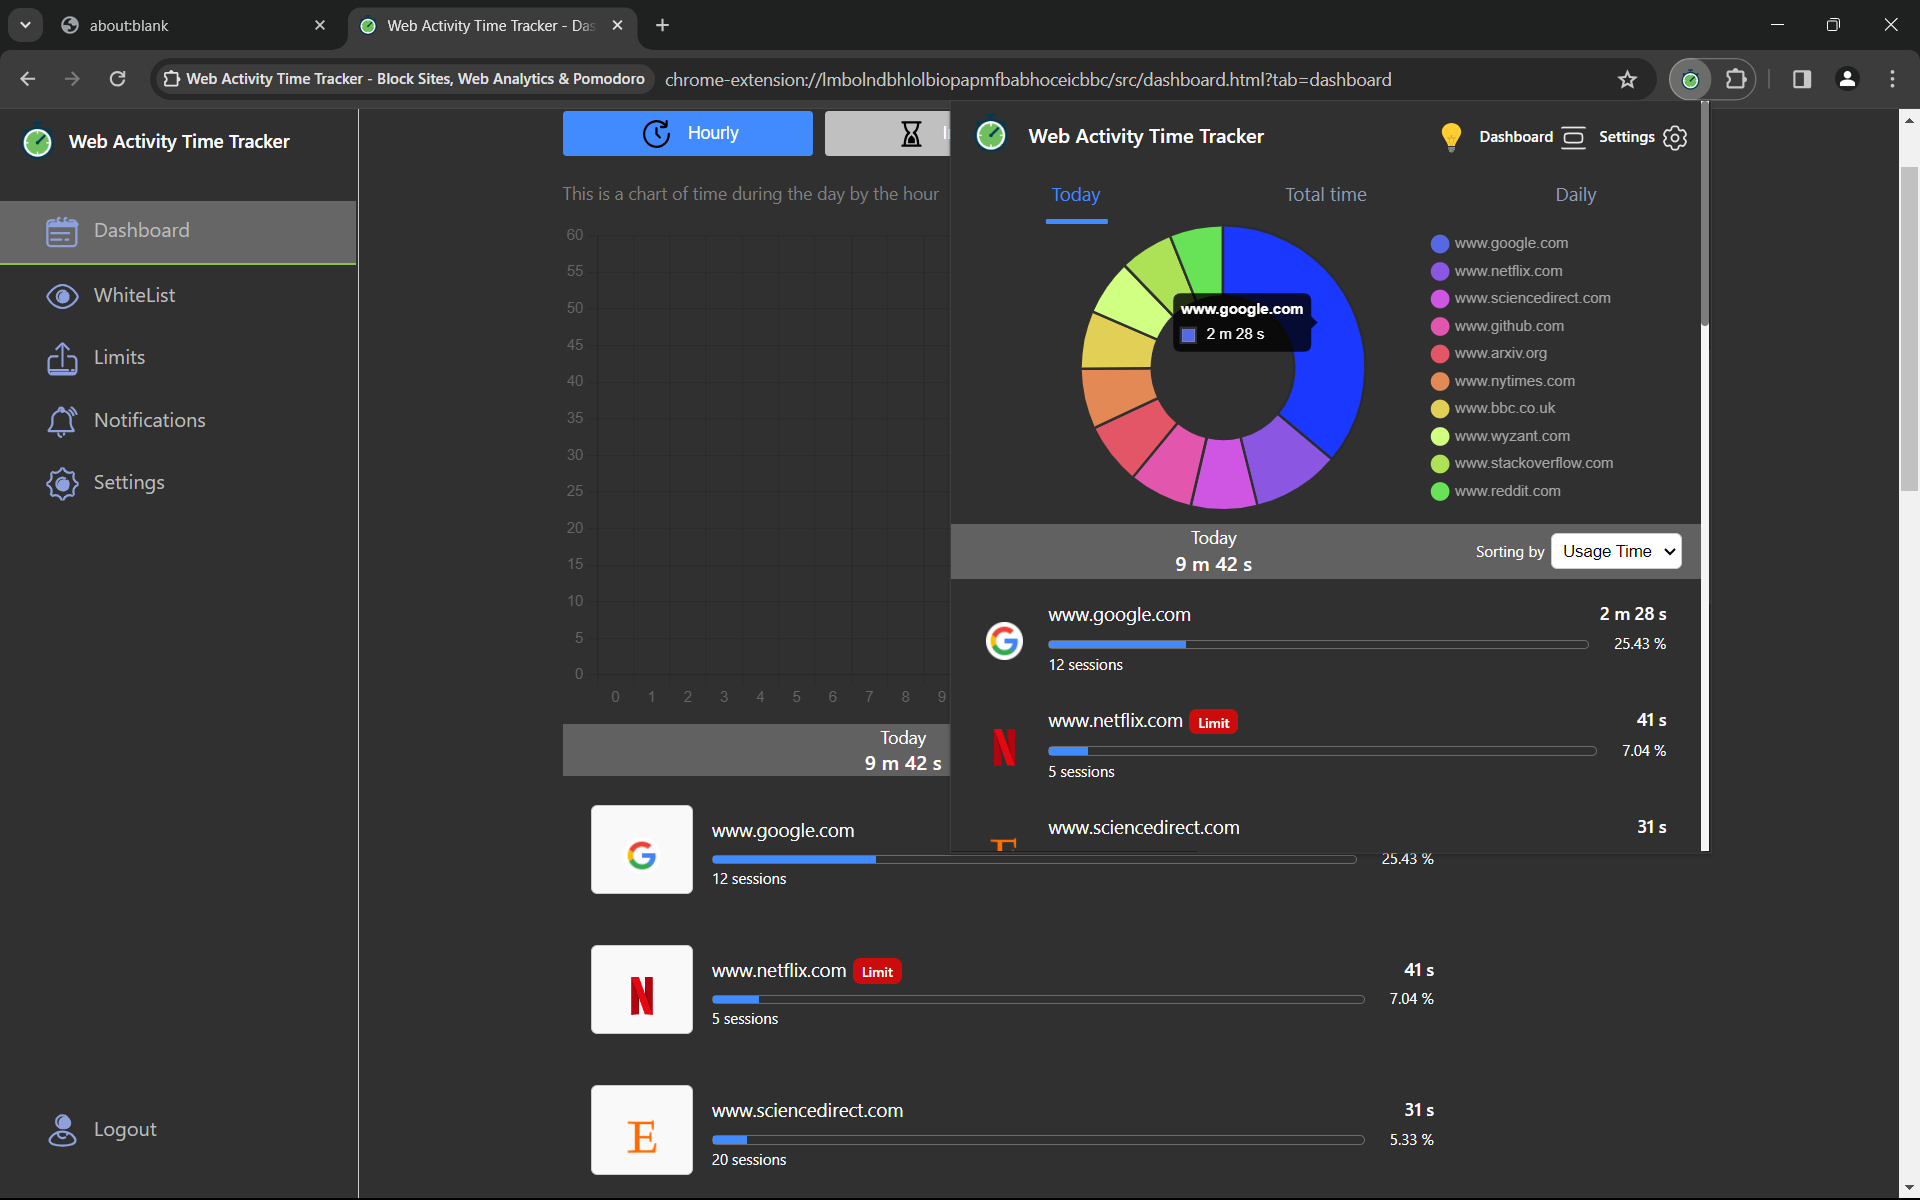 about:blank
Web Activity Time Tracker - Das
Web Activity Time Tracker - Block Sites, Web Analytics & Pomodoro
chrome-extension://lmbolndbhlolbiopapmfbabhoceicbbc/src/dashboard.html?tab=dashboard
Web Activity Time Tracker
Dashboard
WhiteList
Limits
Notifications
Settings
Logout
Hourly
This is a chart of time during the day by the hour
60
55
50
45
40
35
30
25
20
15
10
5
0
0 1 2 3 4 5 6 7 8 9
Today
9 m 42 s
www.google.com
25.43 %
12 sessions
www.netflix.com Limit 41 s
7.04 %
5 sessions
www.sciencedirect.com 31 s
5.33 %
20 sessions
Web Activity Time Tracker
Dashboard
Settings
Today
Total time
Daily
www.google.com
2 m 28 s
www.google.com
www.netflix.com
www.sciencedirect.com
www.github.com
www.arxiv.org
www.nytimes.com
www.bbc.co.uk
www.wyzant.com
www.stackoverflow.com
www.reddit.com
Today
9 m 42 s
Sorting by Usage Time
www.google.com 2 m 28 s
25.43 %
12 sessions
www.netflix.com Limit 41 s
7.04 %
5 sessions
www.sciencedirect.com 31 s